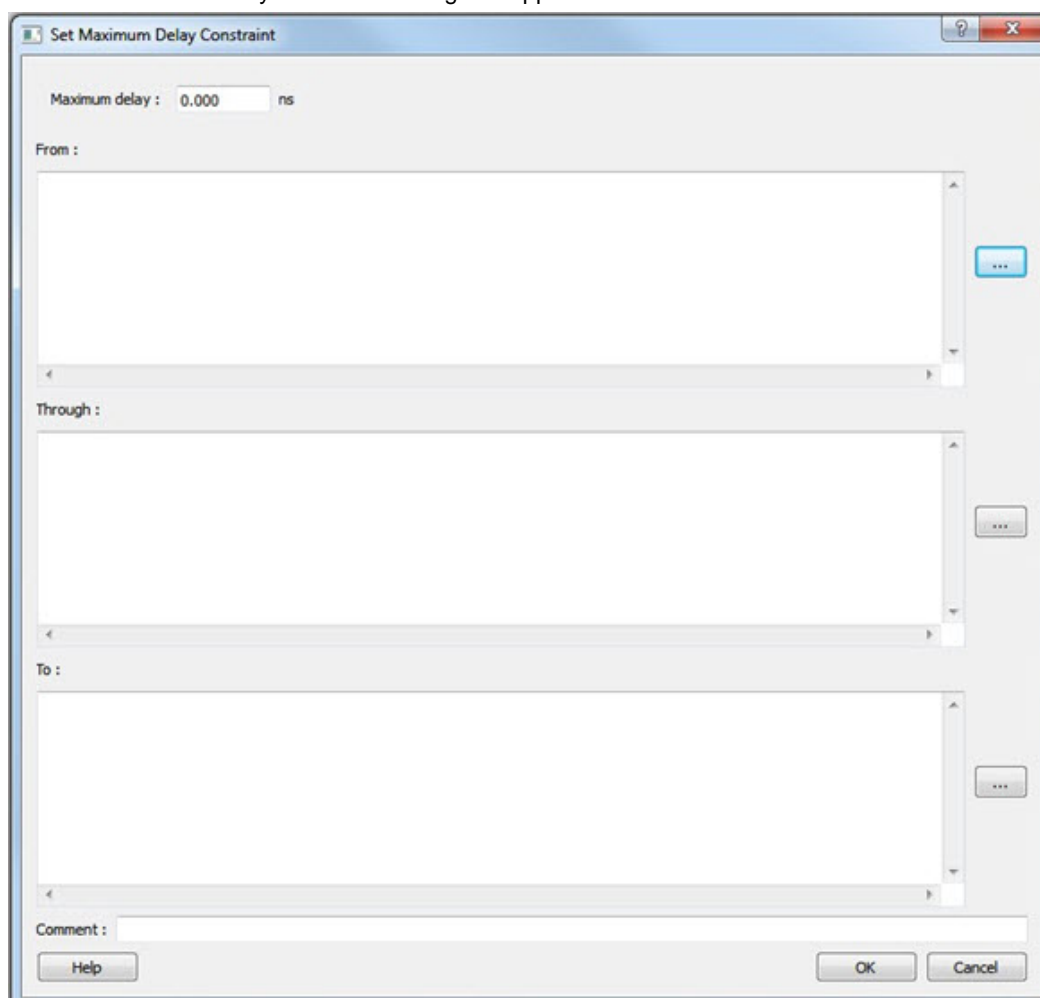 Set Maximum Delay Constraint
Maximum delay : 0.000 ns
From :
...
Through :
...
To :
...
Comment :
Help OK Cancel